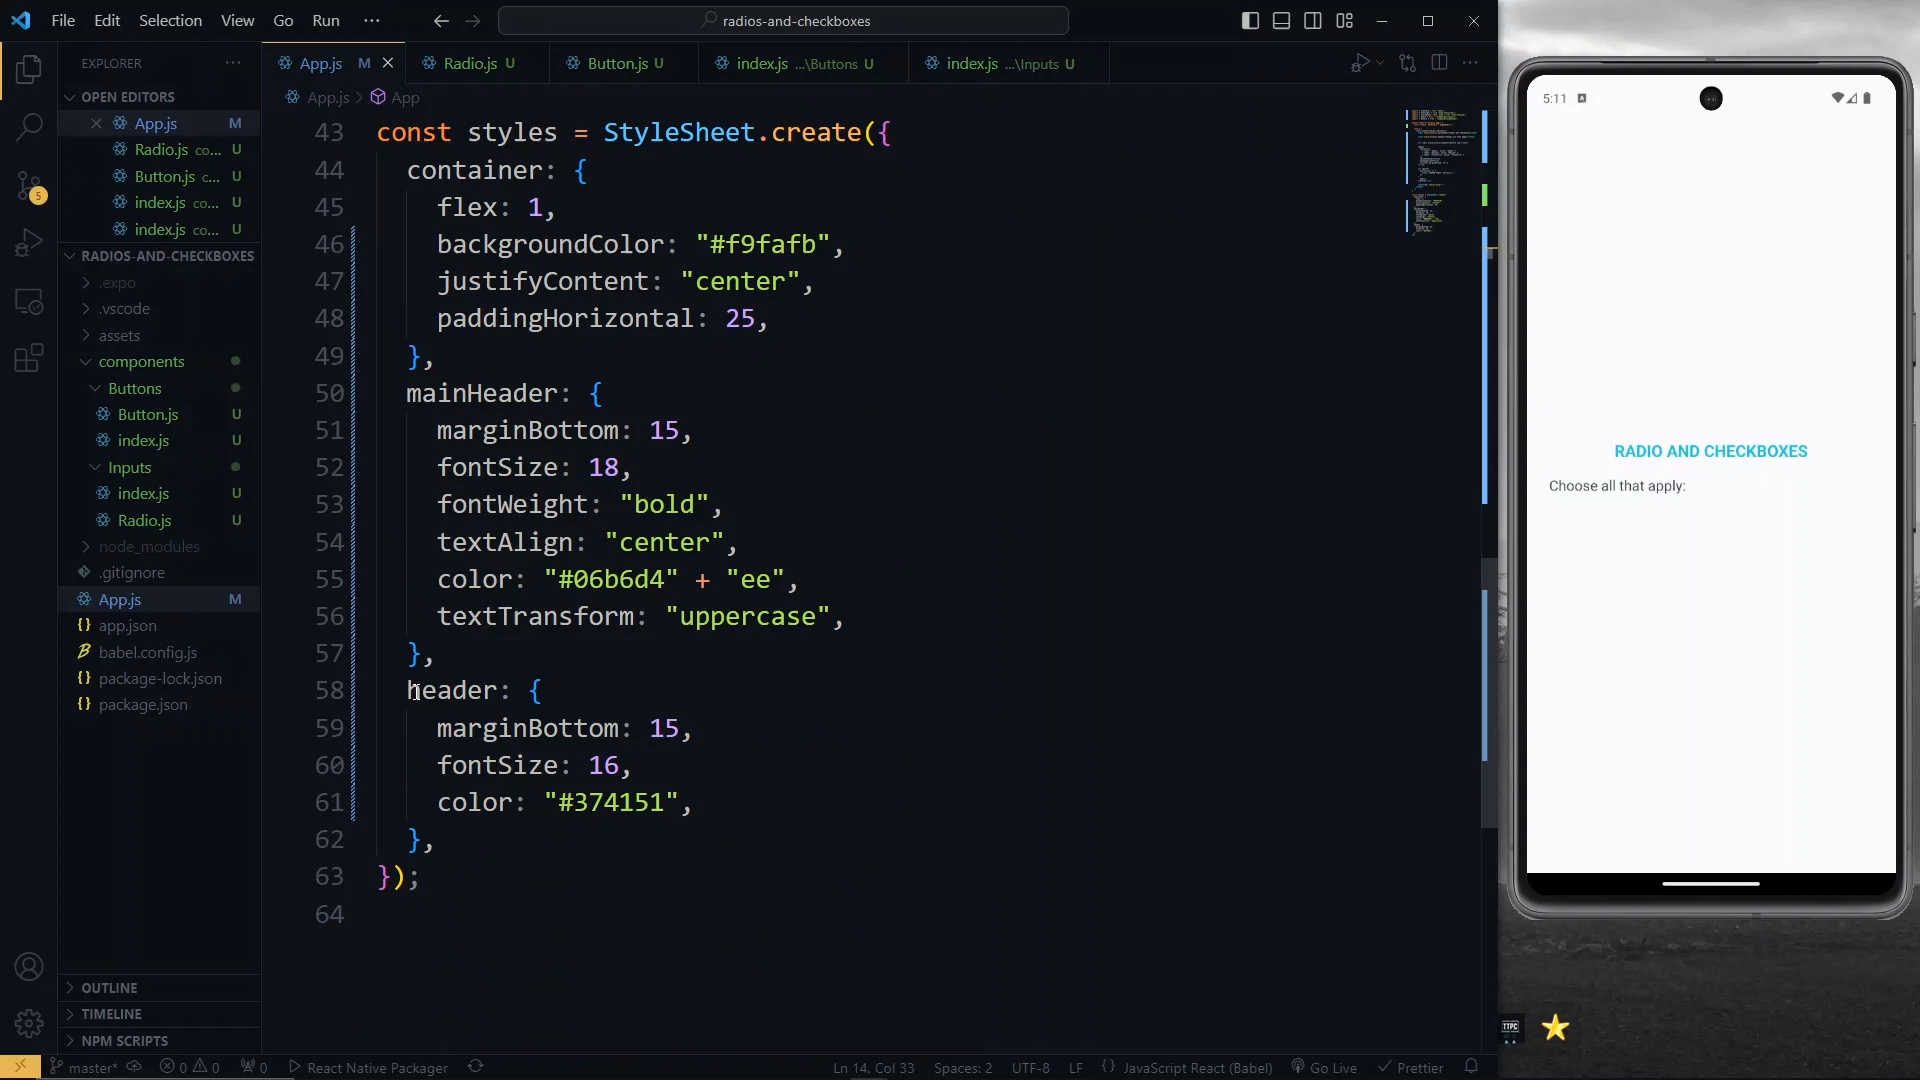 File Edit Selection View Go Run ··· radios-and-checkboxes
EXPLORER
OPEN EDITORS
App.js M
Radio.js co... U
Button.js c... U
index.js co... U
index.js co... U
RADIOS-AND-CHECKBOXES
.expo
.vscode
assets
components
Buttons
Button.js U
index.js U
Inputs
index.js U
Radio.js U
node_modules
.gitignore
App.js M
app.json
babel.config.js
package-lock.json
package.json
OUTLINE
TIMELINE
NPM SCRIPTS
5
App.js M
Radio.js U
Button.js U
index.js ...\Buttons U
index.js ...\Inputs U
App.js > App
43 const styles = StyleSheet.create({
44 container: {
45 flex: 1,
46 backgroundColor: "#f9fafb",
47 justifyContent: "center",
48 paddingHorizontal: 25,
49 },
50 mainHeader: {
51 marginBottom: 15,
52 fontSize: 18,
53 fontWeight: "bold",
54 textAlign: "center",
55 color: "#06b6d4" + "ee",
56 textTransform: "uppercase",
57 },
58 header: {
59 marginBottom: 15,
60 fontSize: 16,
61 color: "#374151",
62 },
63 });
64
5:11
RADIO AND CHECKBOXES
Choose all that apply:
TTPC
master* 0 0 0 React Native Packager Ln 14, Col 33 Spaces: 2 UTF-8 LF {} JavaScript React (Babel) Go Live Prettier